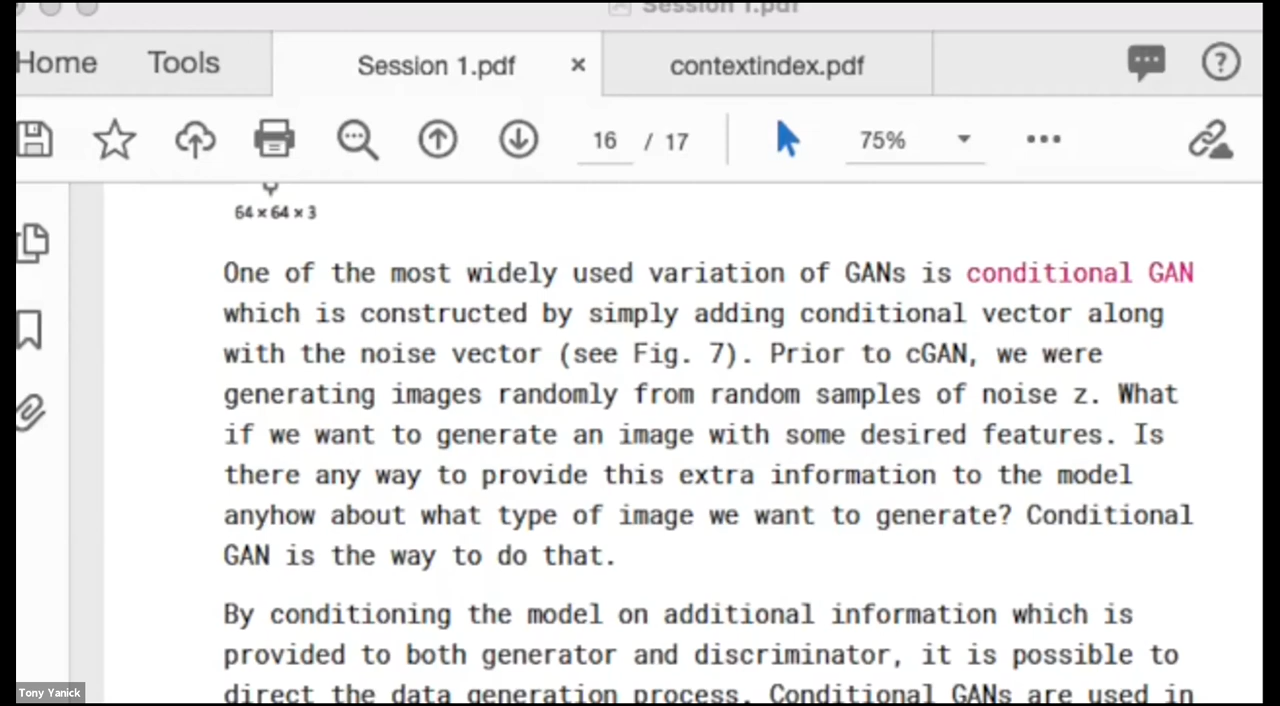 Session 1.pdf
Home Tools Session 1.pdf × contextindex.pdf ?
16 / 17 75%
64 × 64 × 3
One of the most widely used variation of GANs is conditional GAN
which is constructed by simply adding conditional vector along
with the noise vector (see Fig. 7). Prior to cGAN, we were
generating images randomly from random samples of noise z. What
if we want to generate an image with some desired features. Is
there any way to provide this extra information to the model
anyhow about what type of image we want to generate? Conditional
GAN is the way to do that.
By conditioning the model on additional information which is
provided to both generator and discriminator, it is possible to
direct the data generation process. Conditional GANs are used in
Tony Yanick